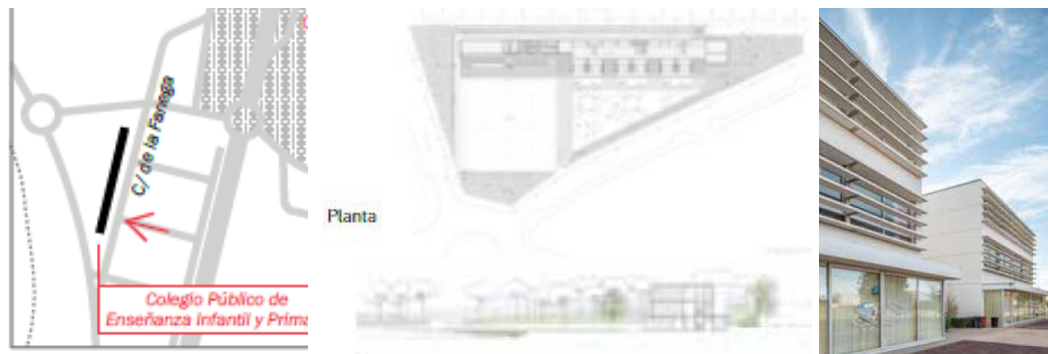 C/ de la Fanega
Colegio Público de
Enseñanza Infantil y Prima
Planta